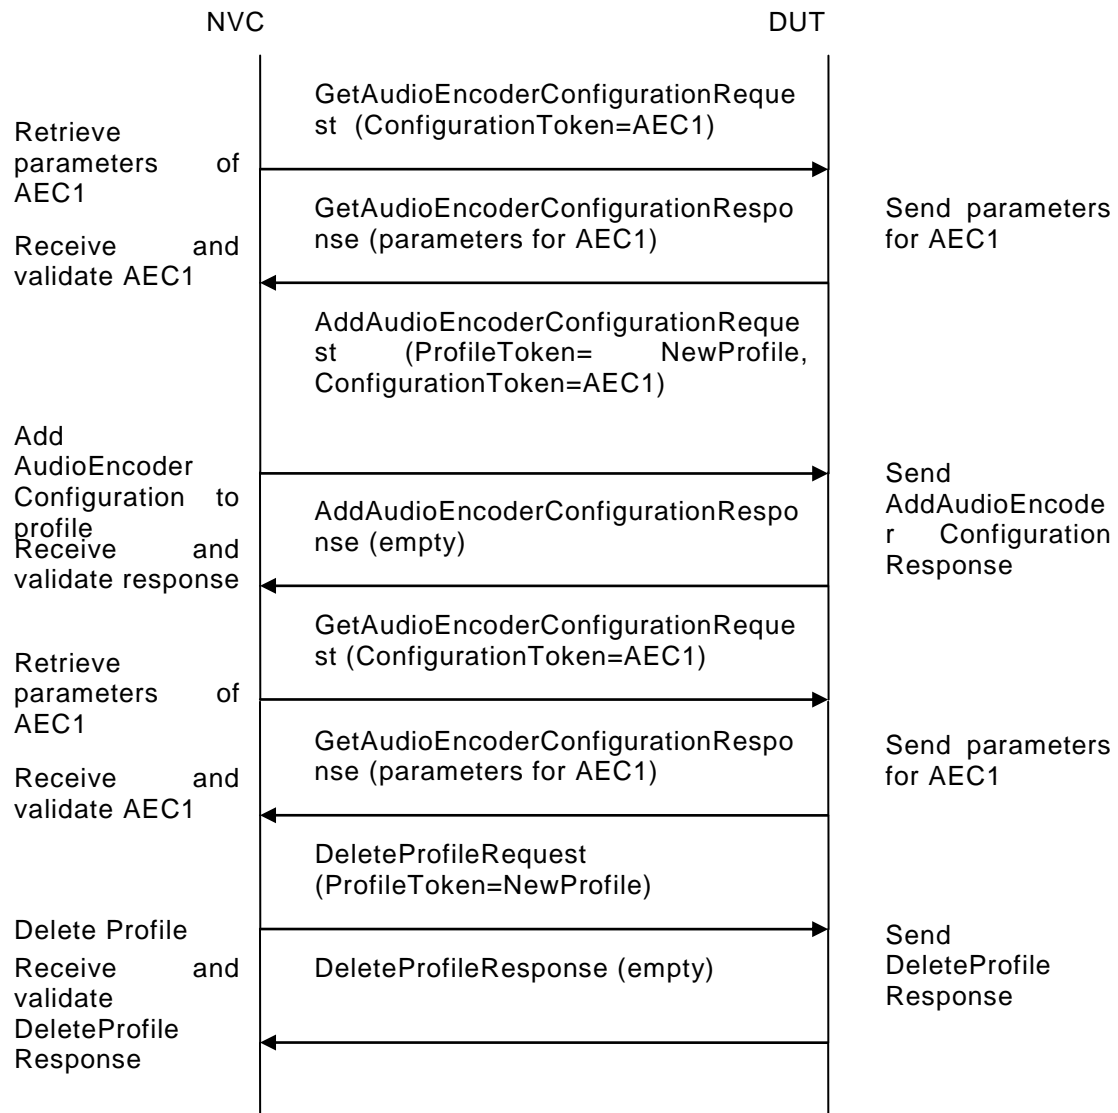 NVC
DUT
GetAudioEncoderConfigurationReque
st (ConfigurationToken=AEC1)
Retrieve
parameters of
AEC1
GetAudioEncoderConfigurationRespo
nse (parameters for AEC1)
Send parameters
for AEC1
Receive and
validate AEC1
AddAudioEncoderConfigurationReque
st (ProfileToken= NewProfile,
ConfigurationToken=AEC1)
Add
AudioEncoder
Configuration to
profile
Send
AddAudioEncode
r Configuration
Response
AddAudioEncoderConfigurationRespo
nse (empty)
Receive and
validate response
GetAudioEncoderConfigurationReque
st (ConfigurationToken=AEC1)
Retrieve
parameters of
AEC1
GetAudioEncoderConfigurationRespo
nse (parameters for AEC1)
Send parameters
for AEC1
Receive and
validate AEC1
DeleteProfileRequest
(ProfileToken=NewProfile)
Delete Profile
Send
DeleteProfile
Response
DeleteProfileResponse (empty)
Receive and
validate
DeleteProfile
Response